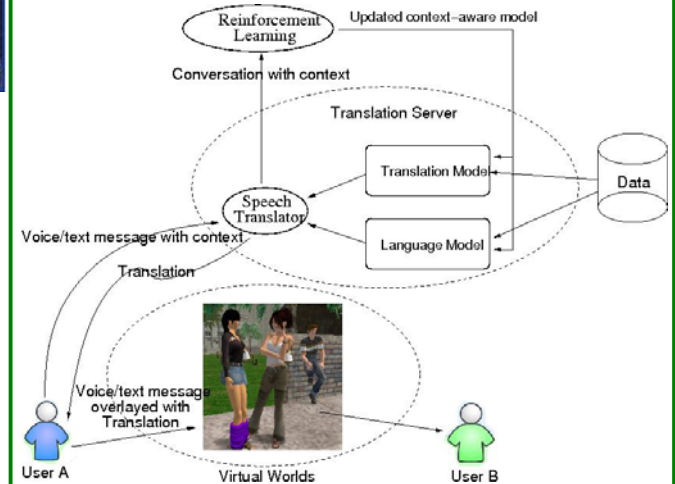 Reinforcement
Learning
Updated context-aware model
Conversation with context
Translation Server
Translation Model
Data
Speech
Translator
Voice/text message with context
Language Model
Translation
Voice/text message
overlayed with
Translation
User A
Virtual Worlds
User B